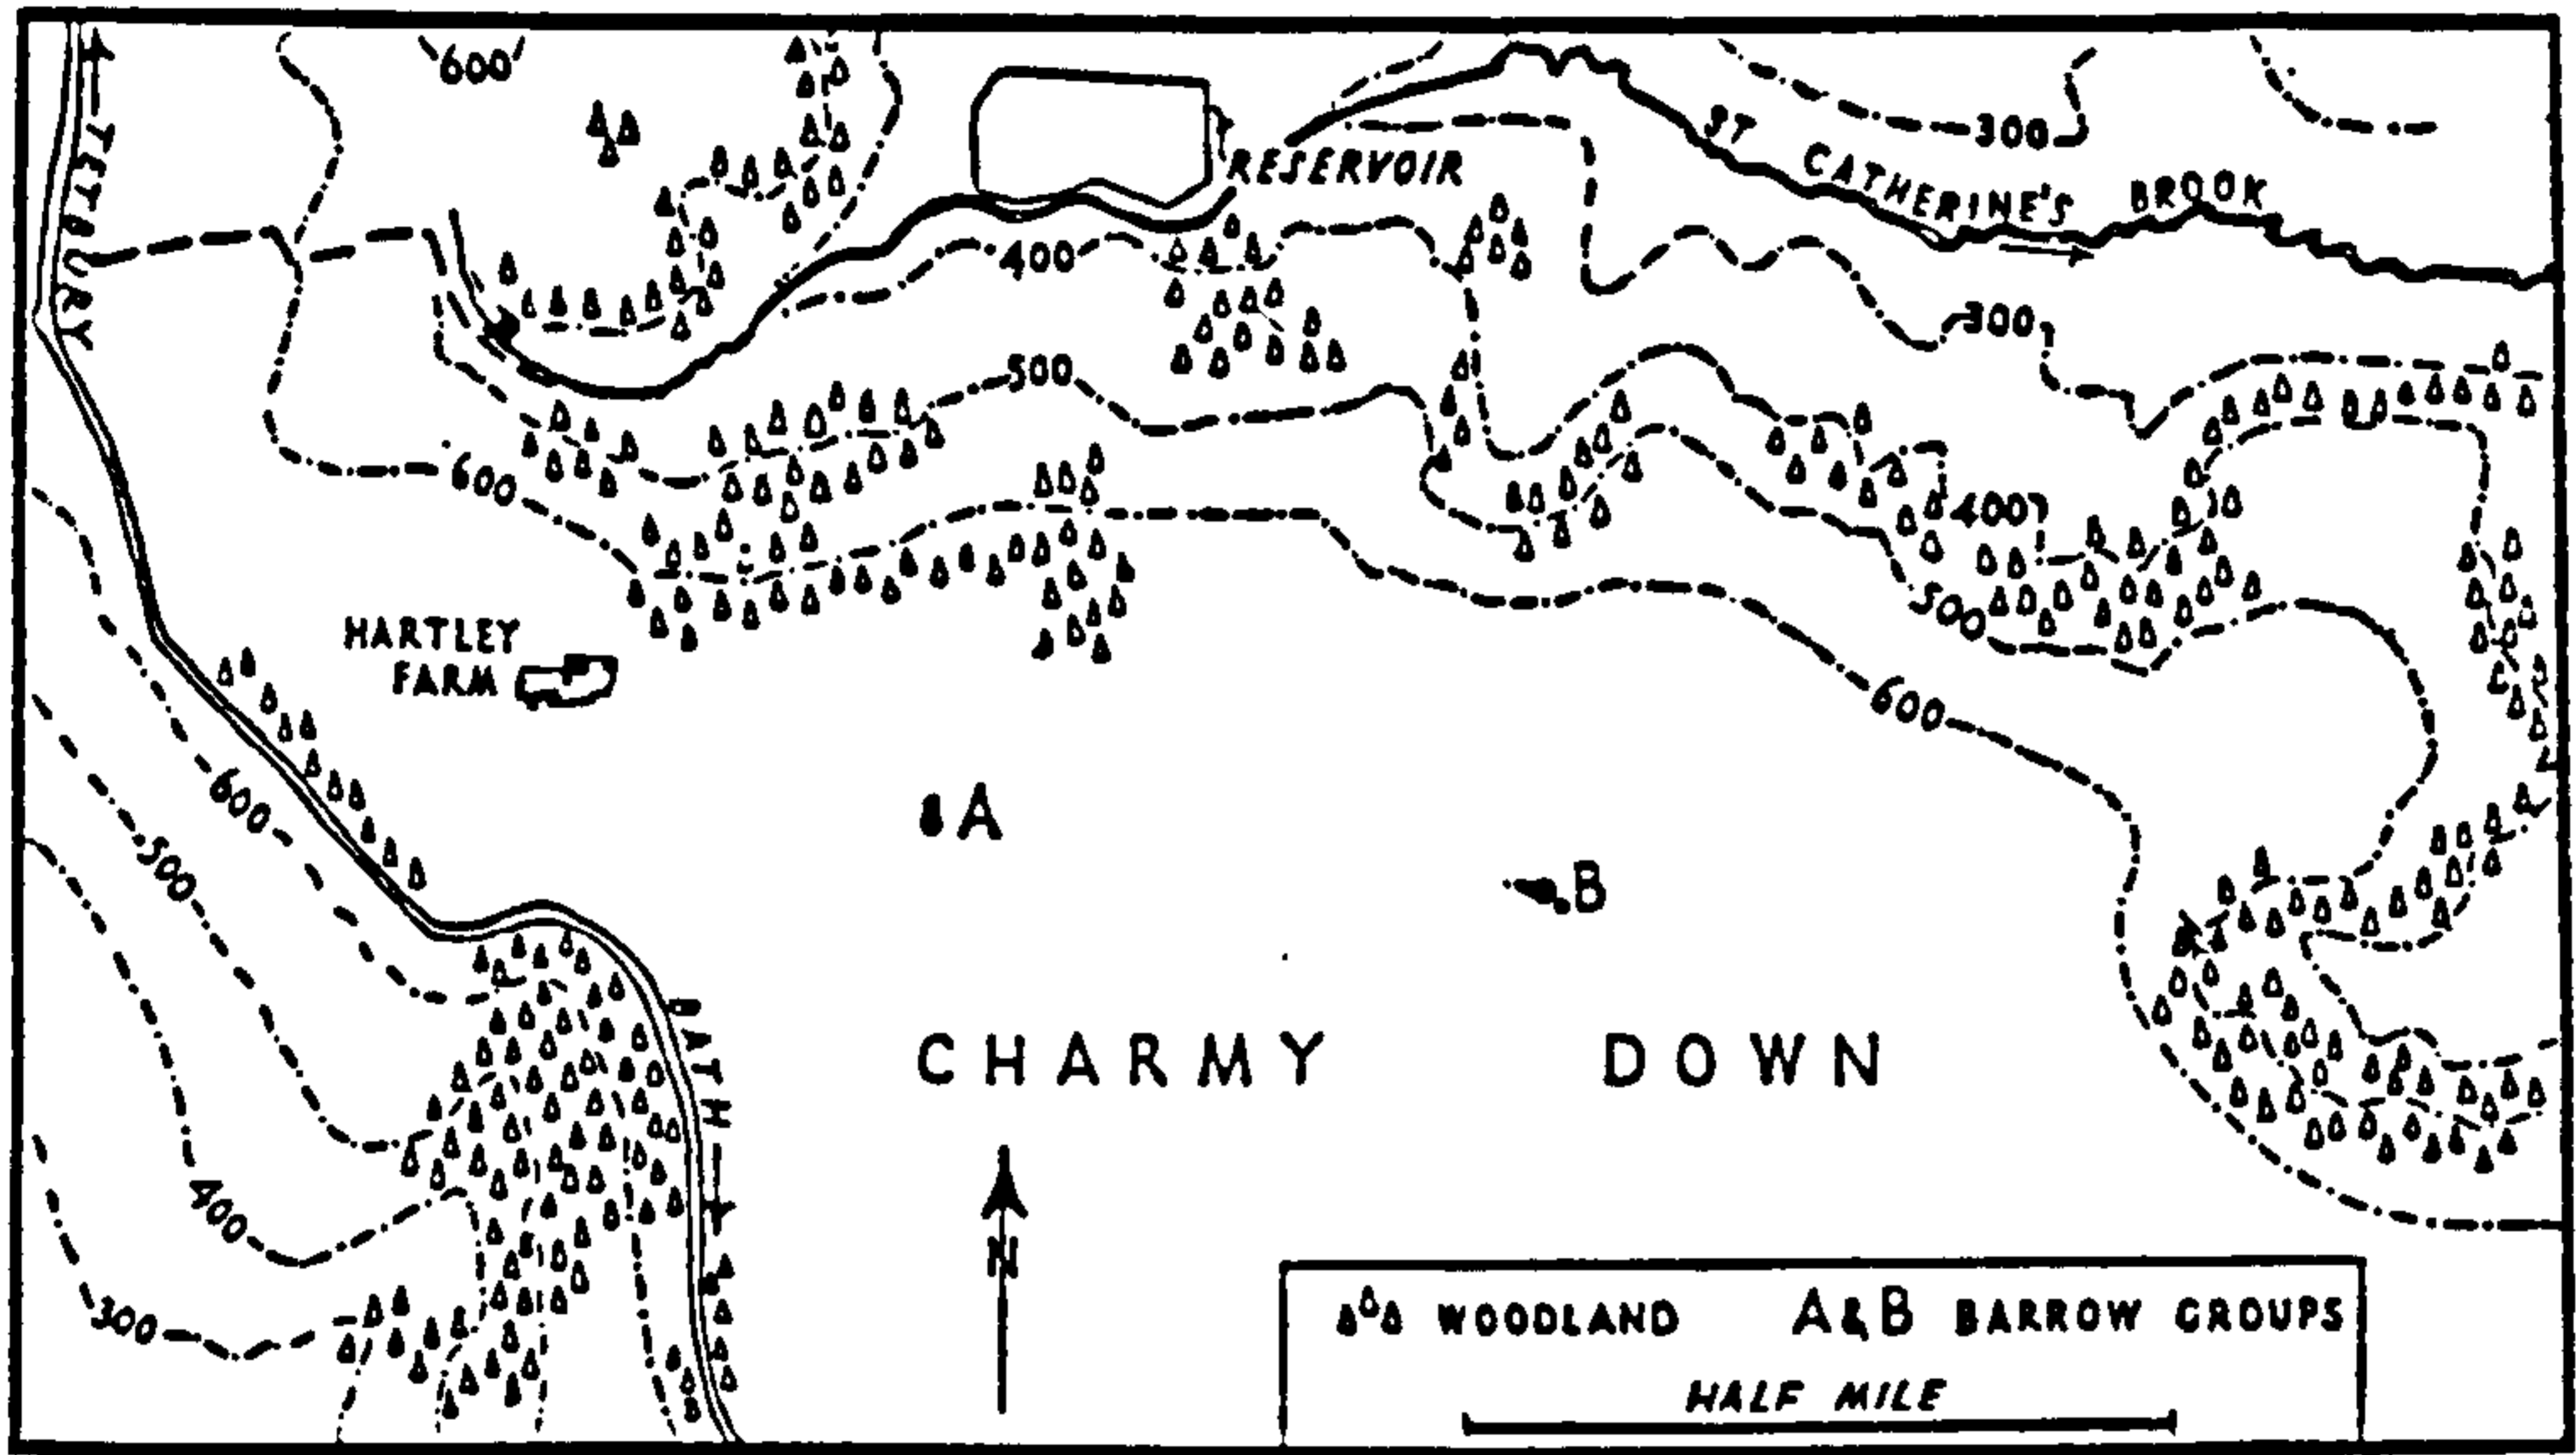 600
TETBURY
RESERVOIR
ST CATHERINE'S BROOK
300
400
300
500
600
400
500
HARTLEY
FARM
600
600
500
A
B
BATH
CHARMY DOWN
400
N
300
WOODLAND A & B BARROW GROUPS
HALF MILE